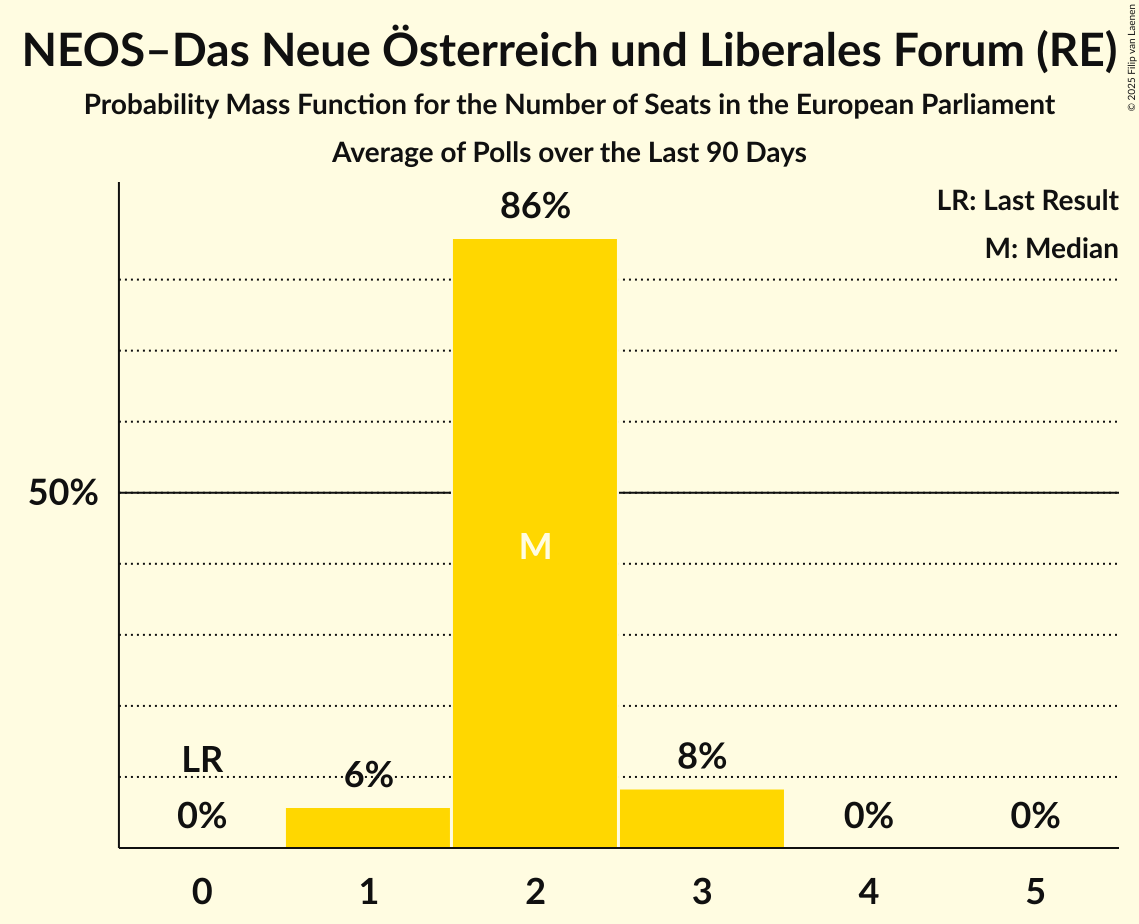 NEOS–Das Neue Österreich und Liberales Forum (RE)
Probability Mass Function for the Number of Seats in the European Parliament
Average of Polls over the Last 90 Days
© 2025 Filip van Laenen
LR: Last Result
M: Median
86%
50%
M
LR
0%
6%
8%
0%
0%
0 1 2 3 4 5